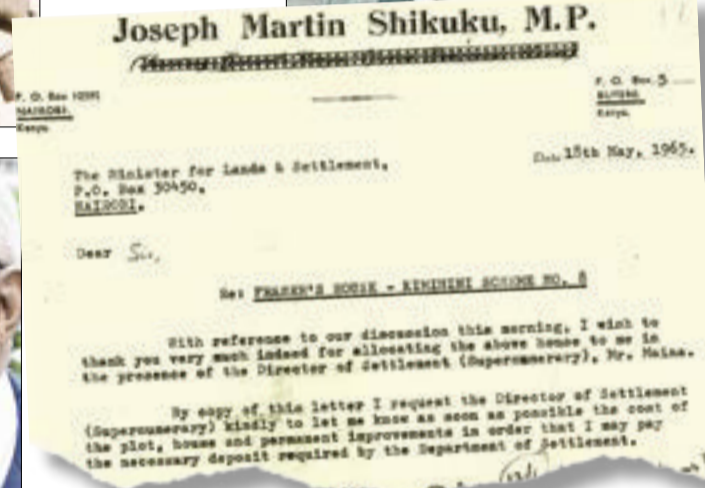 Joseph Martin Shikuku, M.P.
P. O. Box
NAIROBI.
Kenya.
P. O. Box 5
BUTERE.
Kenya.
Date 18th May, 1965.
The Minister for Lands & Settlement,
P.O. Box 30450,
NAIROBI.
Dear Sir,
Re: FRASER'S HOUSE - KIMININI SCHEME NO. 8
With reference to our discussion this morning, I wish to
thank you very much indeed for allocating the above house to me in
the presence of the Director of Settlement (Supernumerary), Mr. Maina.
By copy of this letter I request the Director of Settlement
(Supernumerary) kindly to let me know as soon as possible the cost of
the plot, house and permanent improvements in order that I may pay
the necessary deposit required by the Department of Settlement.